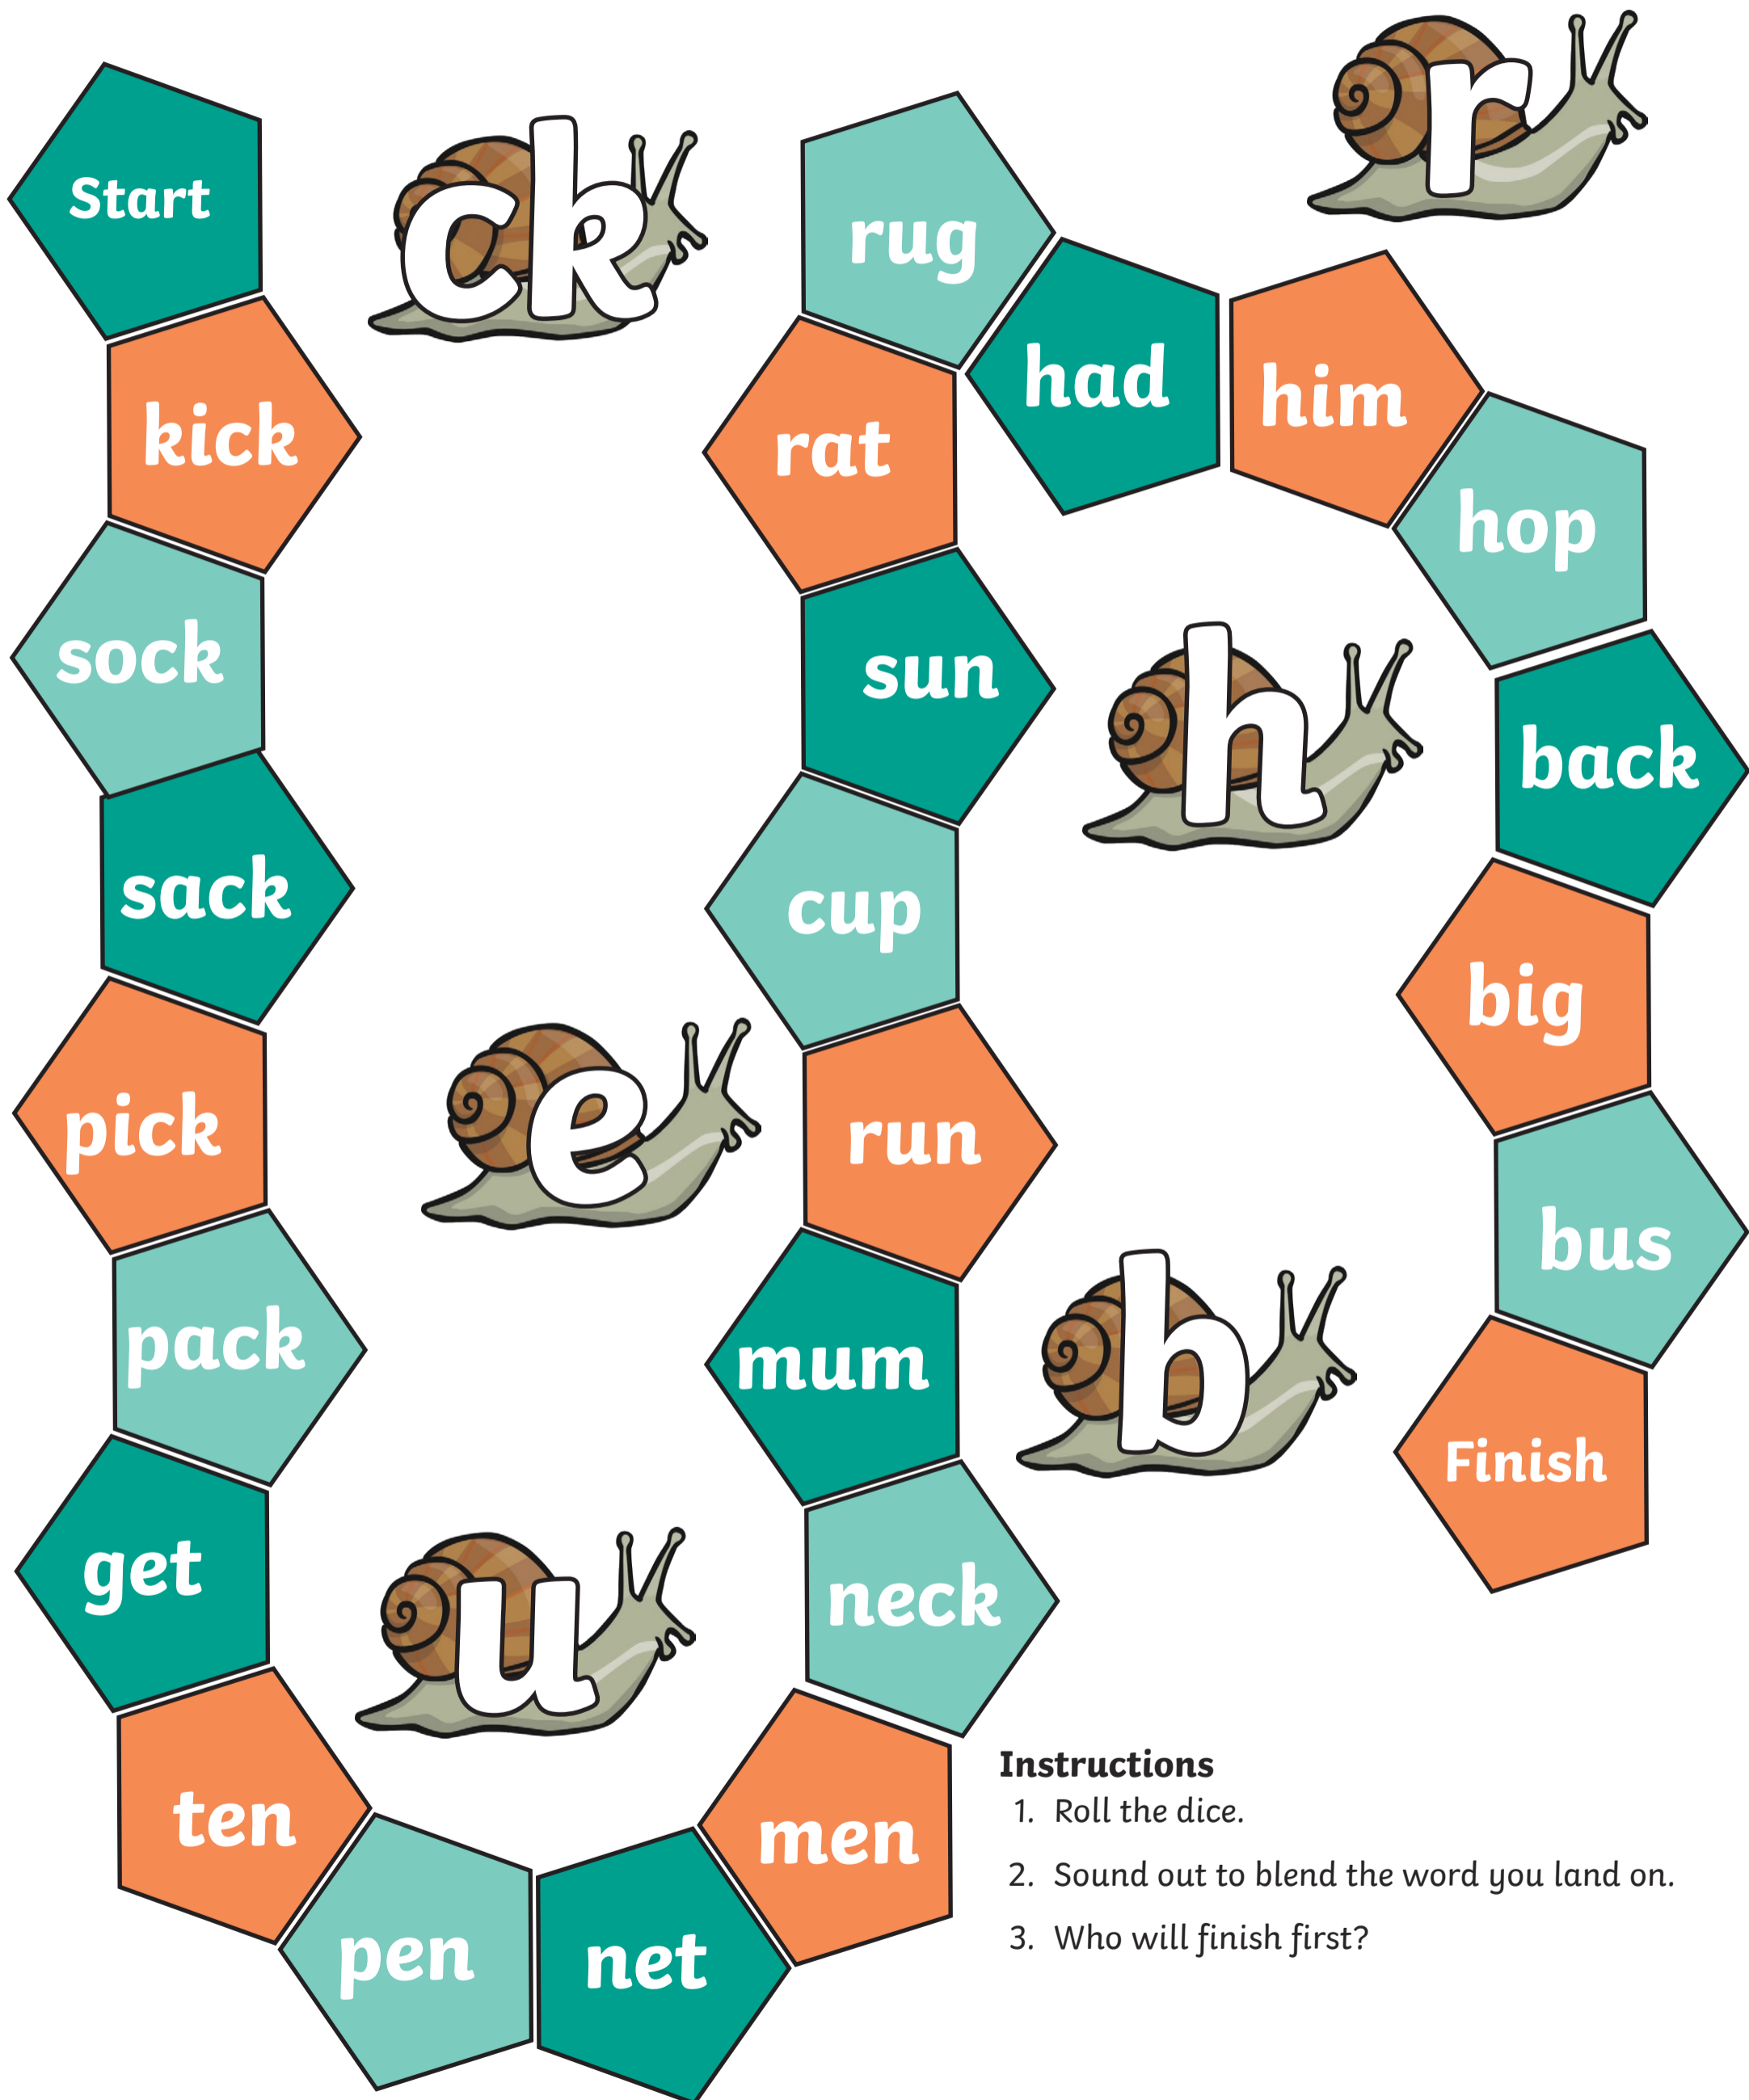 Start
kick
sock
sack
pick
pack
get
ten
pen
net
men
neck
mum
run
cup
sun
rat
rug
had
him
hop
back
big
bus
Finish
ck
r
h
e
b
u
Instructions
1. Roll the dice.
2. Sound out to blend the word you land on.
3. Who will finish first?